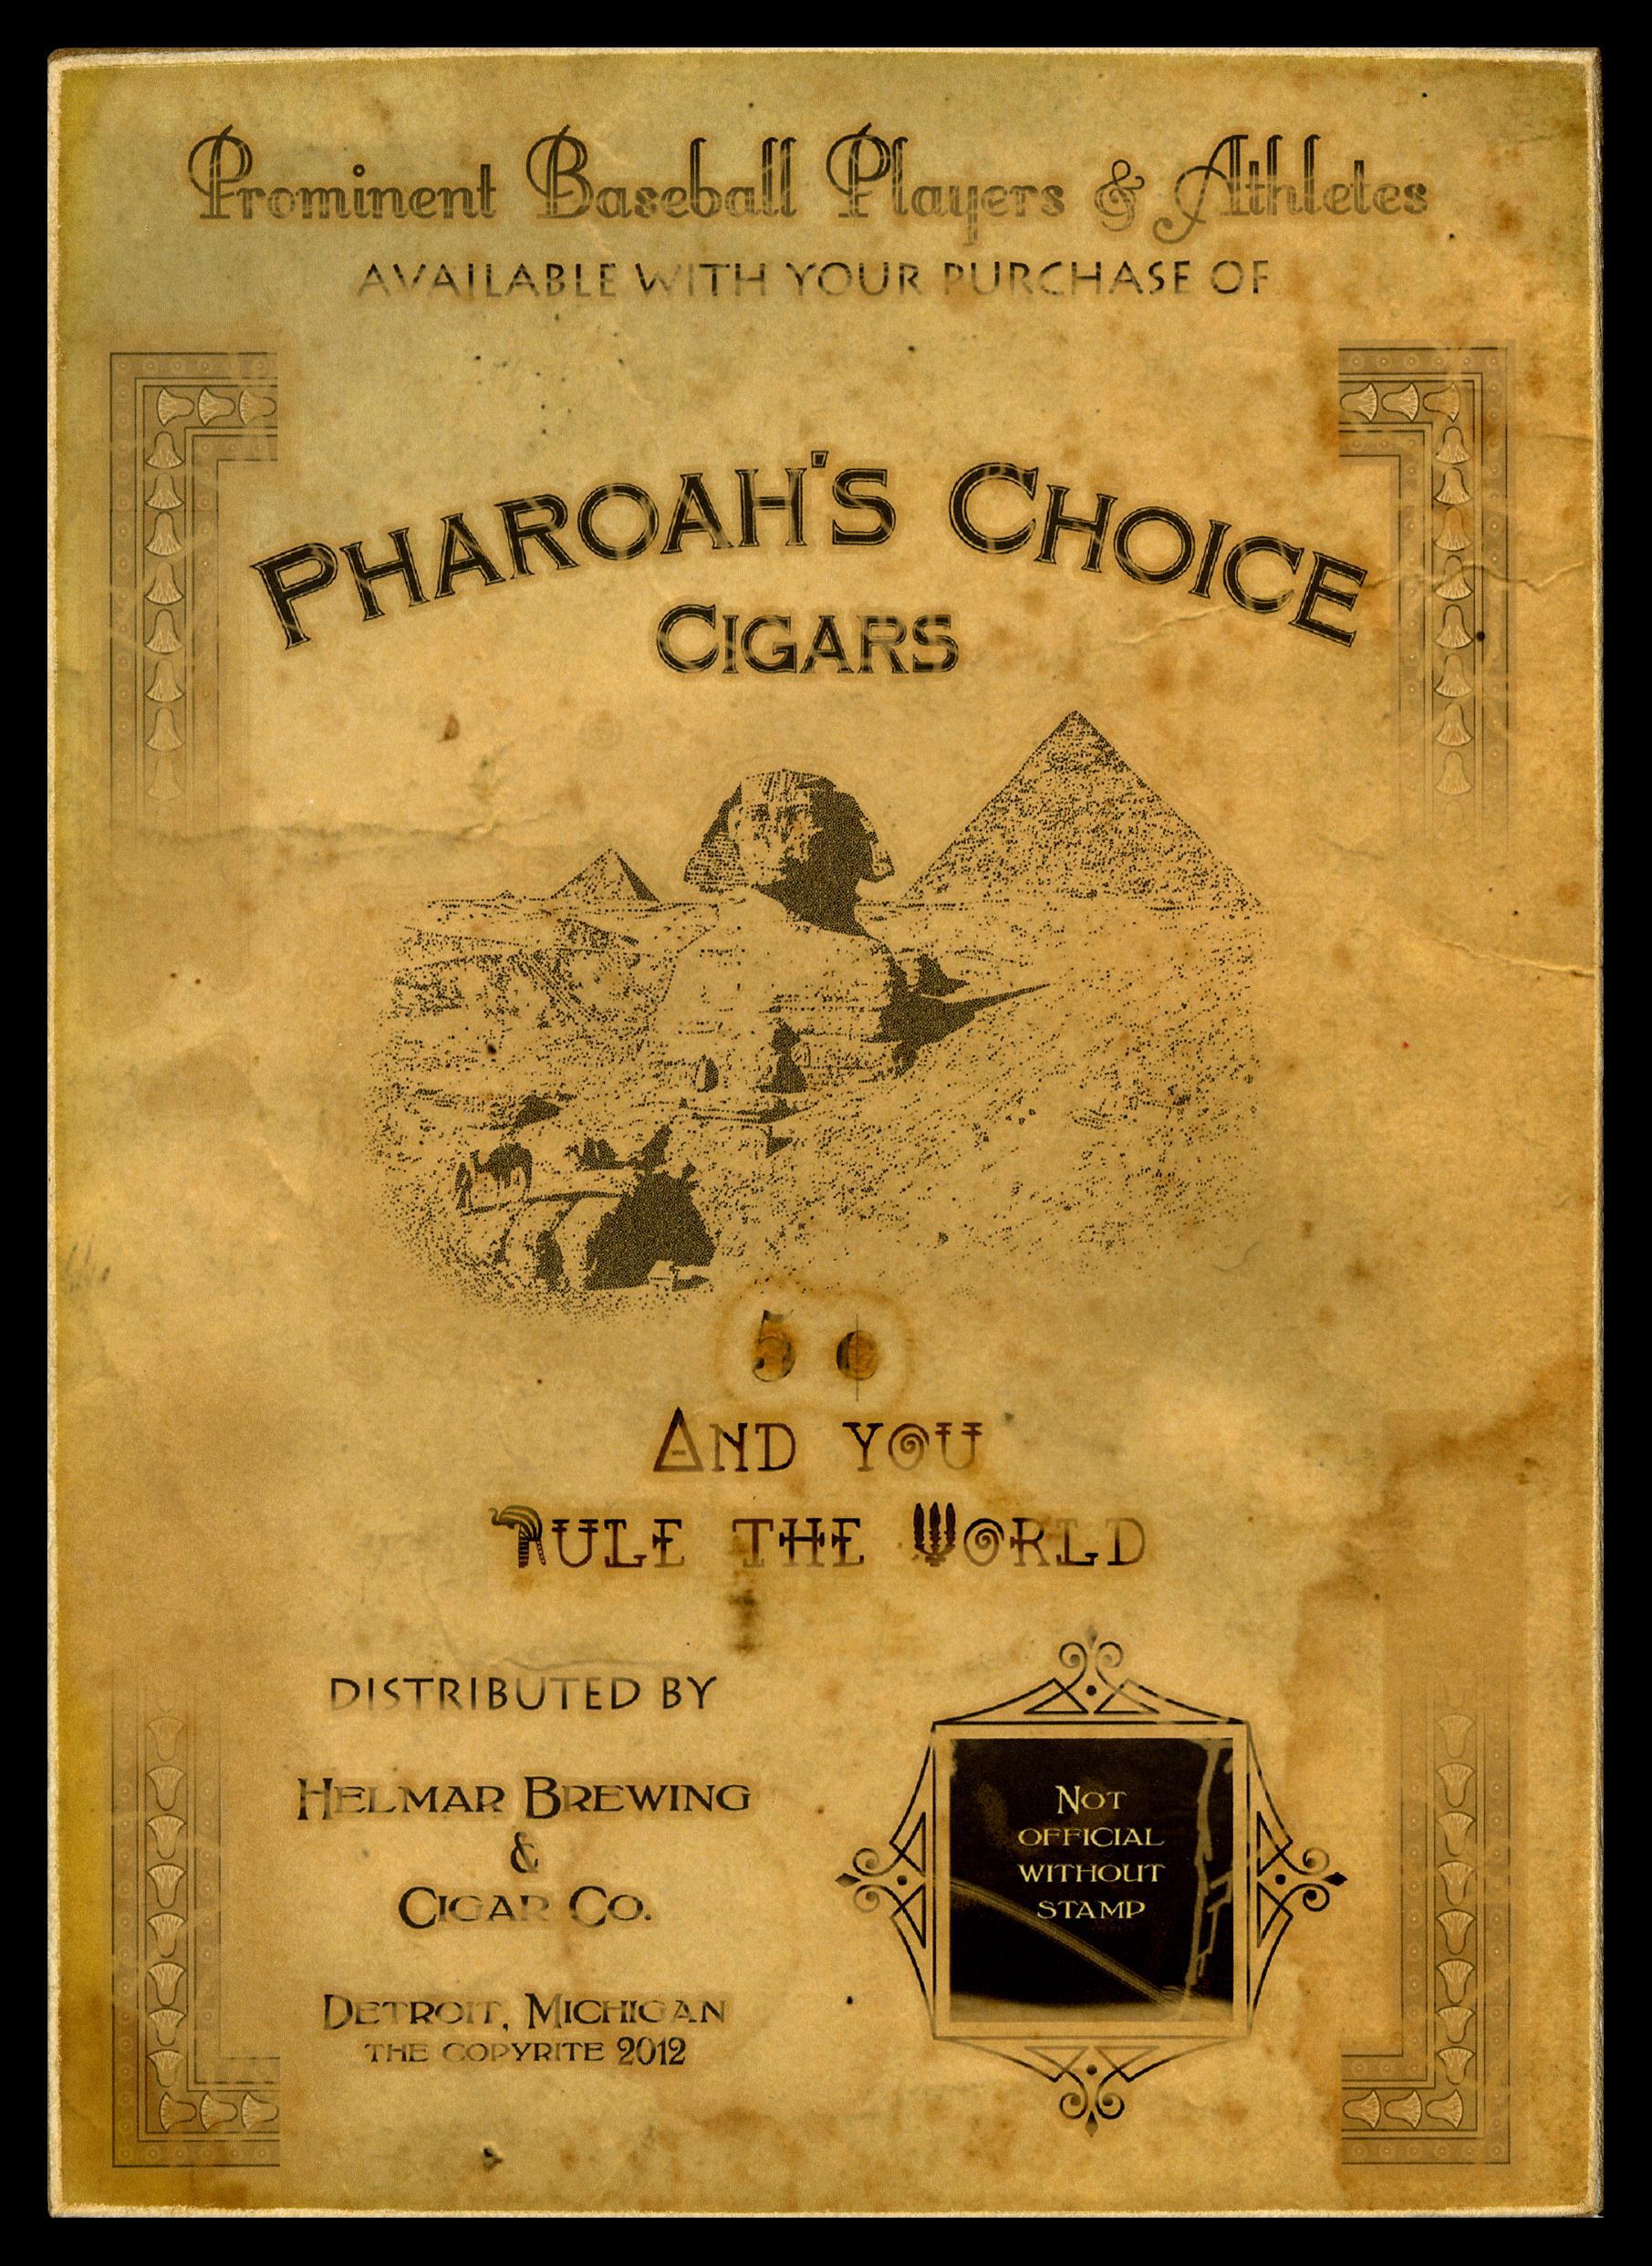 Prominent Baseball Players & Athletes
AVAILABLE WITH YOUR PURCHASE OF
PHAROAH'S CHOICE
CIGARS
5 ¢
AND YOU
RULE THE WORLD
DISTRIBUTED BY
HELMAR BREWING
&
CIGAR CO.
DETROIT, MICHIGAN
THE COPYRITE 2012
NOT
OFFICIAL
WITHOUT
STAMP